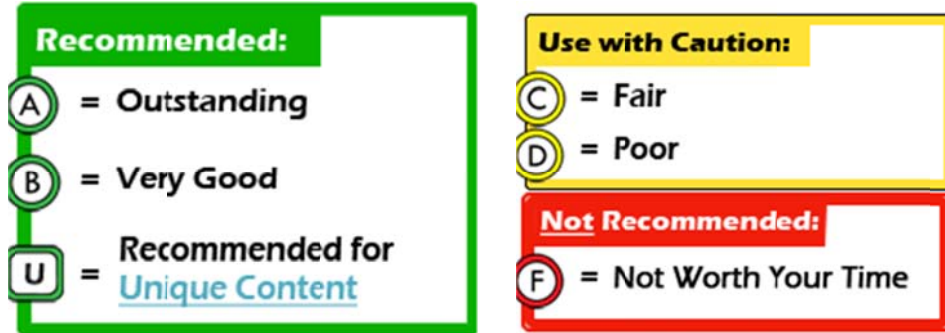 Recommended:
A = Outstanding
B = Very Good
U = Recommended for
Unique Content
Use with Caution:
C = Fair
D = Poor
Not Recommended:
F = Not Worth Your Time